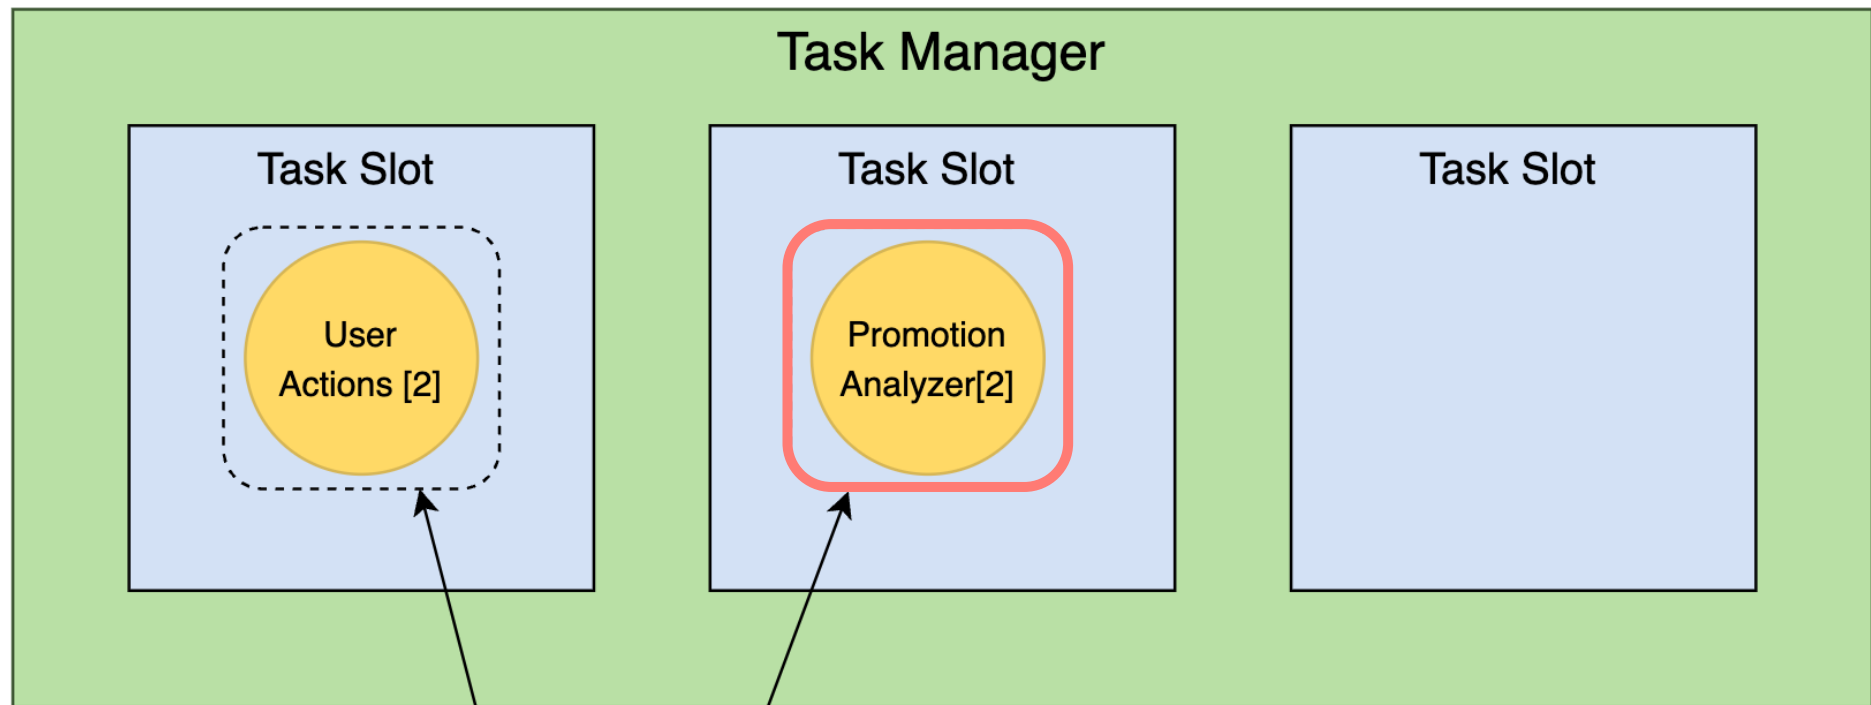 Task Manager
Task Slot
User
Actions [2]
Task Slot
Promotion
Analyzer[2]
Task Slot